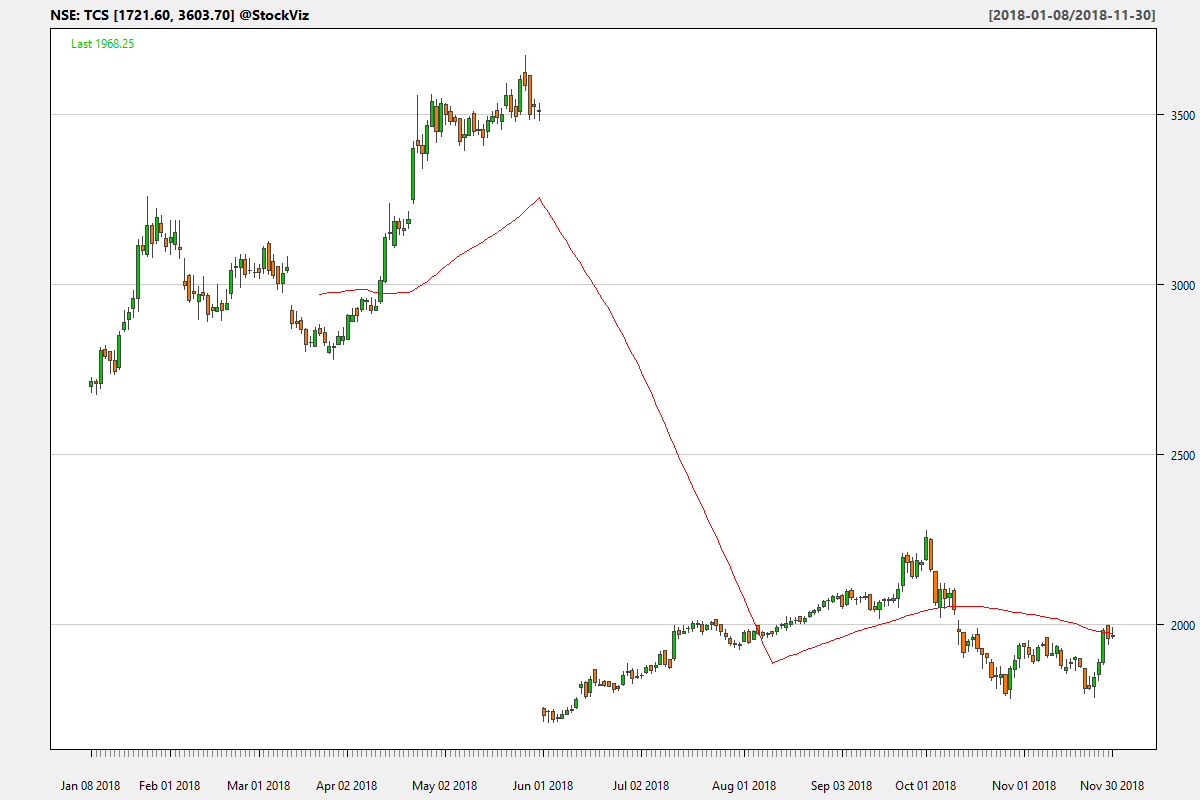 NSE: TCS [1721.60, 3603.70] @StockViz
[2018-01-08/2018-11-30]
Last 1968.25
3500
3000
2500
2000
Jan 08 2018 Feb 01 2018 Mar 01 2018 Apr 02 2018 May 02 2018 Jun 01 2018 Jul 02 2018 Aug 01 2018 Sep 03 2018 Oct 01 2018 Nov 01 2018 Nov 30 2018